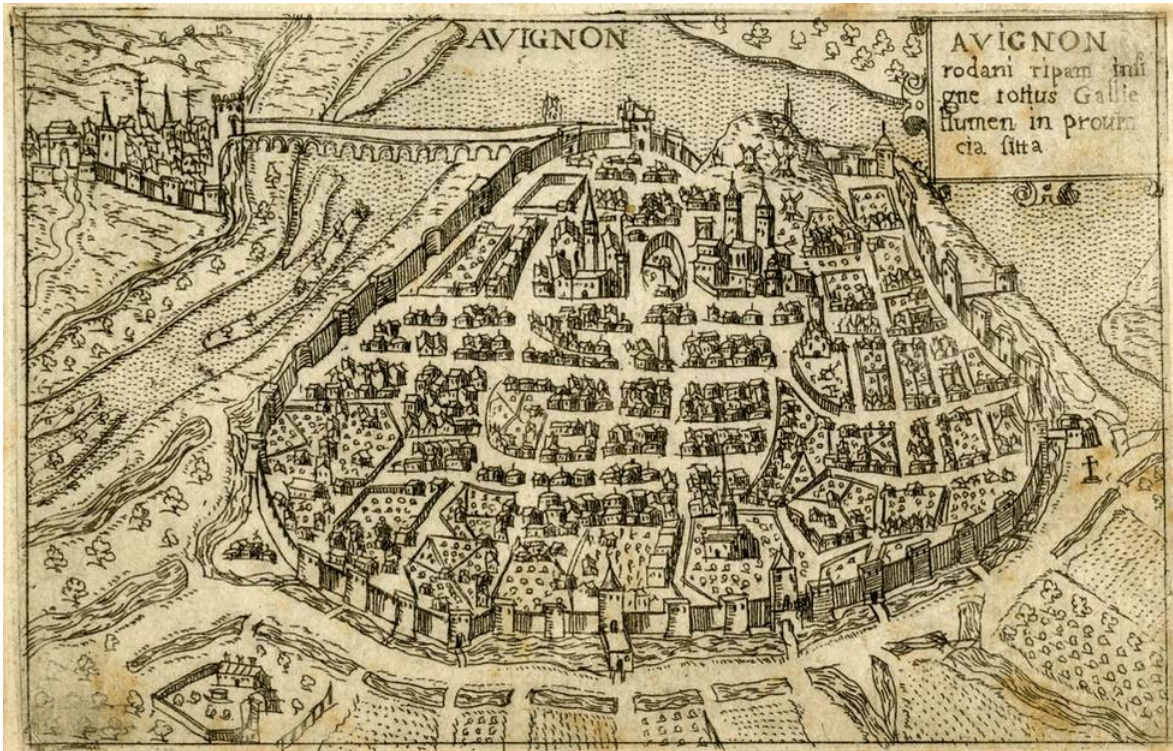 AVIGNON
AVIGNON
rodani ripam insi
gne tottus Gallie
flumen in prouin
cia sitta